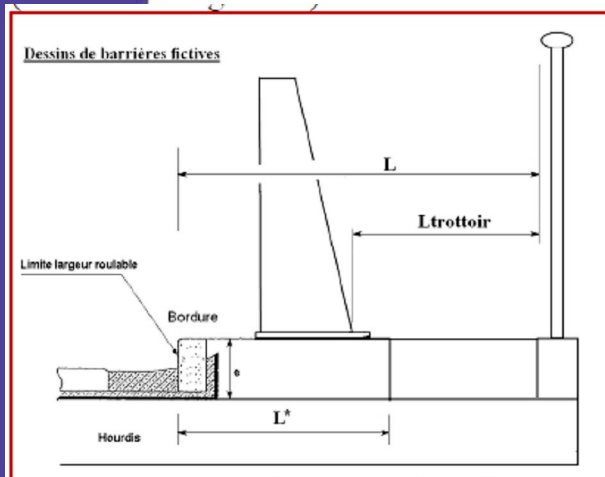 Dessins de barrières fictives
L
Ltrottoir
Limite largeur roulable
Bordure
e
L*
Hourdis